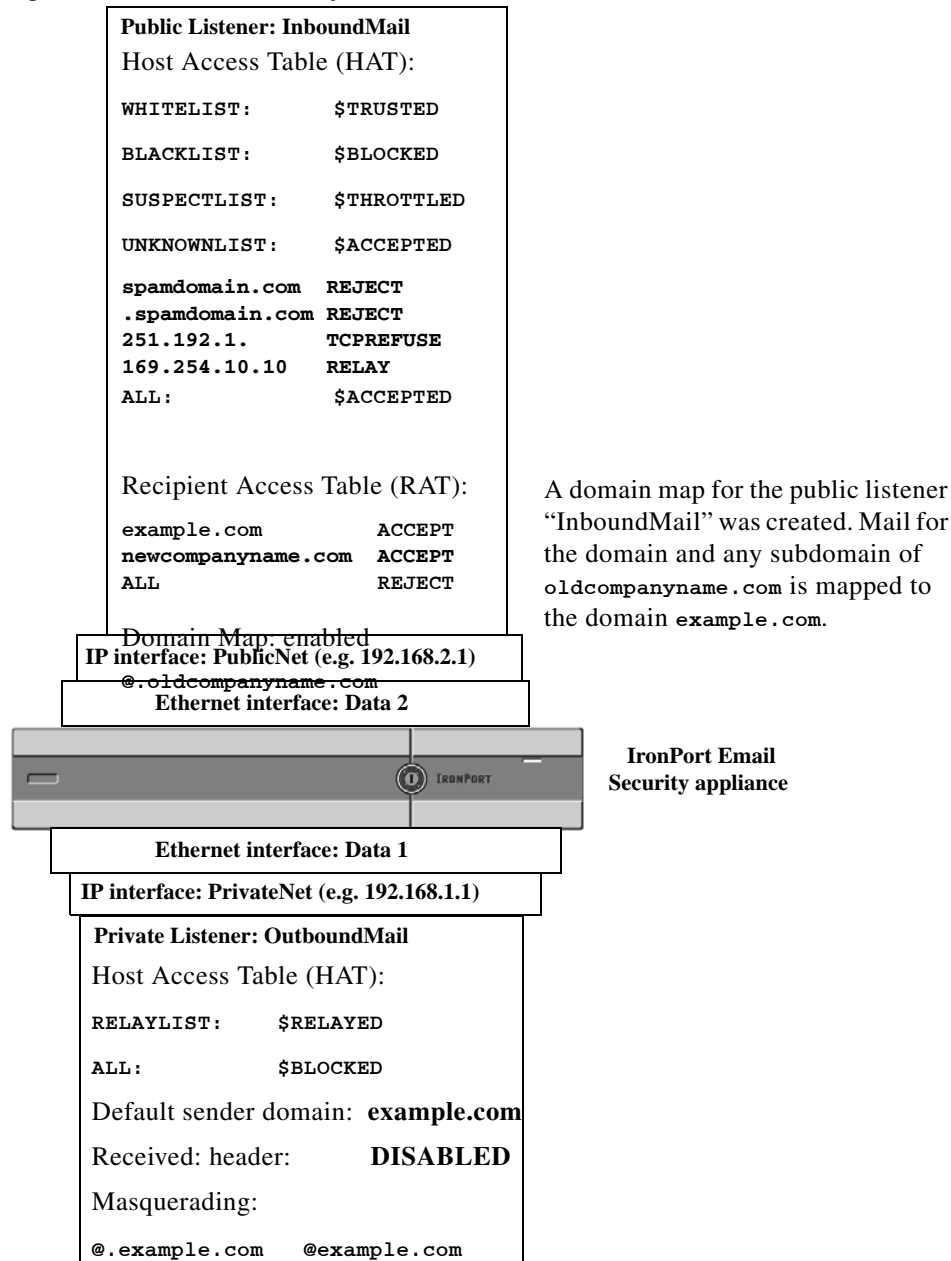 Public Listener: InboundMail
Host Access Table (HAT):
WHITELIST: $TRUSTED
BLACKLIST: $BLOCKED
SUSPECTLIST: $THROTTLED
UNKNOWNLIST: $ACCEPTED
spamdomain.com REJECT
.spamdomain.com REJECT
251.192.1. TCPREFUSE
169.254.10.10 RELAY
ALL: $ACCEPTED
Recipient Access Table (RAT):
example.com ACCEPT
newcompanyname.com ACCEPT
ALL REJECT
Domain Map: enabled
@.oldcompanyname.com
A domain map for the public listener
“InboundMail” was created. Mail for
the domain and any subdomain of
oldcompanyname.com is mapped to
the domain example.com.
IP interface: PublicNet (e.g. 192.168.2.1)
Ethernet interface: Data 2
IRONPORT
IronPort Email
Security appliance
Ethernet interface: Data 1
IP interface: PrivateNet (e.g. 192.168.1.1)
Private Listener: OutboundMail
Host Access Table (HAT):
RELAYLIST: $RELAYED
ALL: $BLOCKED
Default sender domain: example.com
Received: header: DISABLED
Masquerading:
@.example.com @example.com